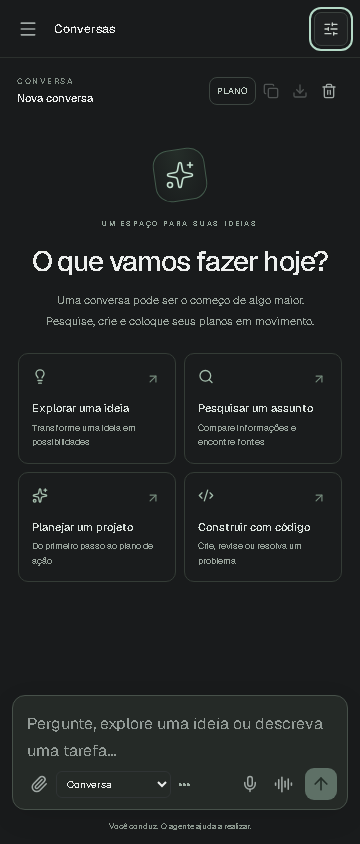 Conversas
CONVERSA
Nova conversa
PLANO
UM ESPAÇO PARA SUAS IDEIAS
O que vamos fazer hoje?
Uma conversa pode ser o começo de algo maior.
Pesquise, crie e coloque seus planos em movimento.
Explorar uma ideia
Transforme uma ideia em
possibilidades
Pesquisar um assunto
Compare informações e
encontre fontes
Planejar um projeto
Do primeiro passo ao plano de
ação
Construir com código
Crie, revise ou resolva um
problema
Pergunte, explore uma ideia ou descreva
uma tarefa...
Conversa
Você conduz. O agente ajuda a realizar.